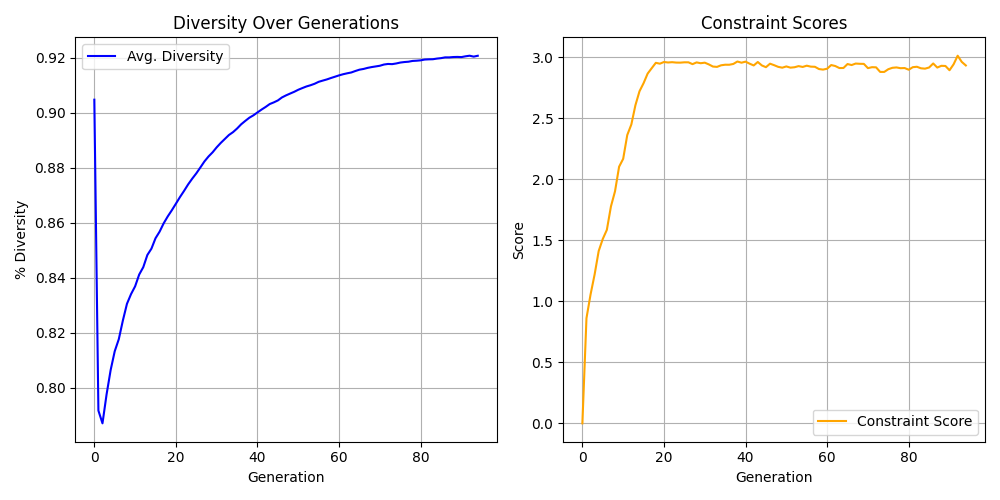 Diversity Over Generations
Avg. Diversity
% Diversity
0.92
0.90
0.88
0.86
0.84
0.82
0.80
0 20 40 60 80
Generation
Constraint Scores
Score
3.0
2.5
2.0
1.5
1.0
0.5
0.0
Constraint Score
0 20 40 60 80
Generation